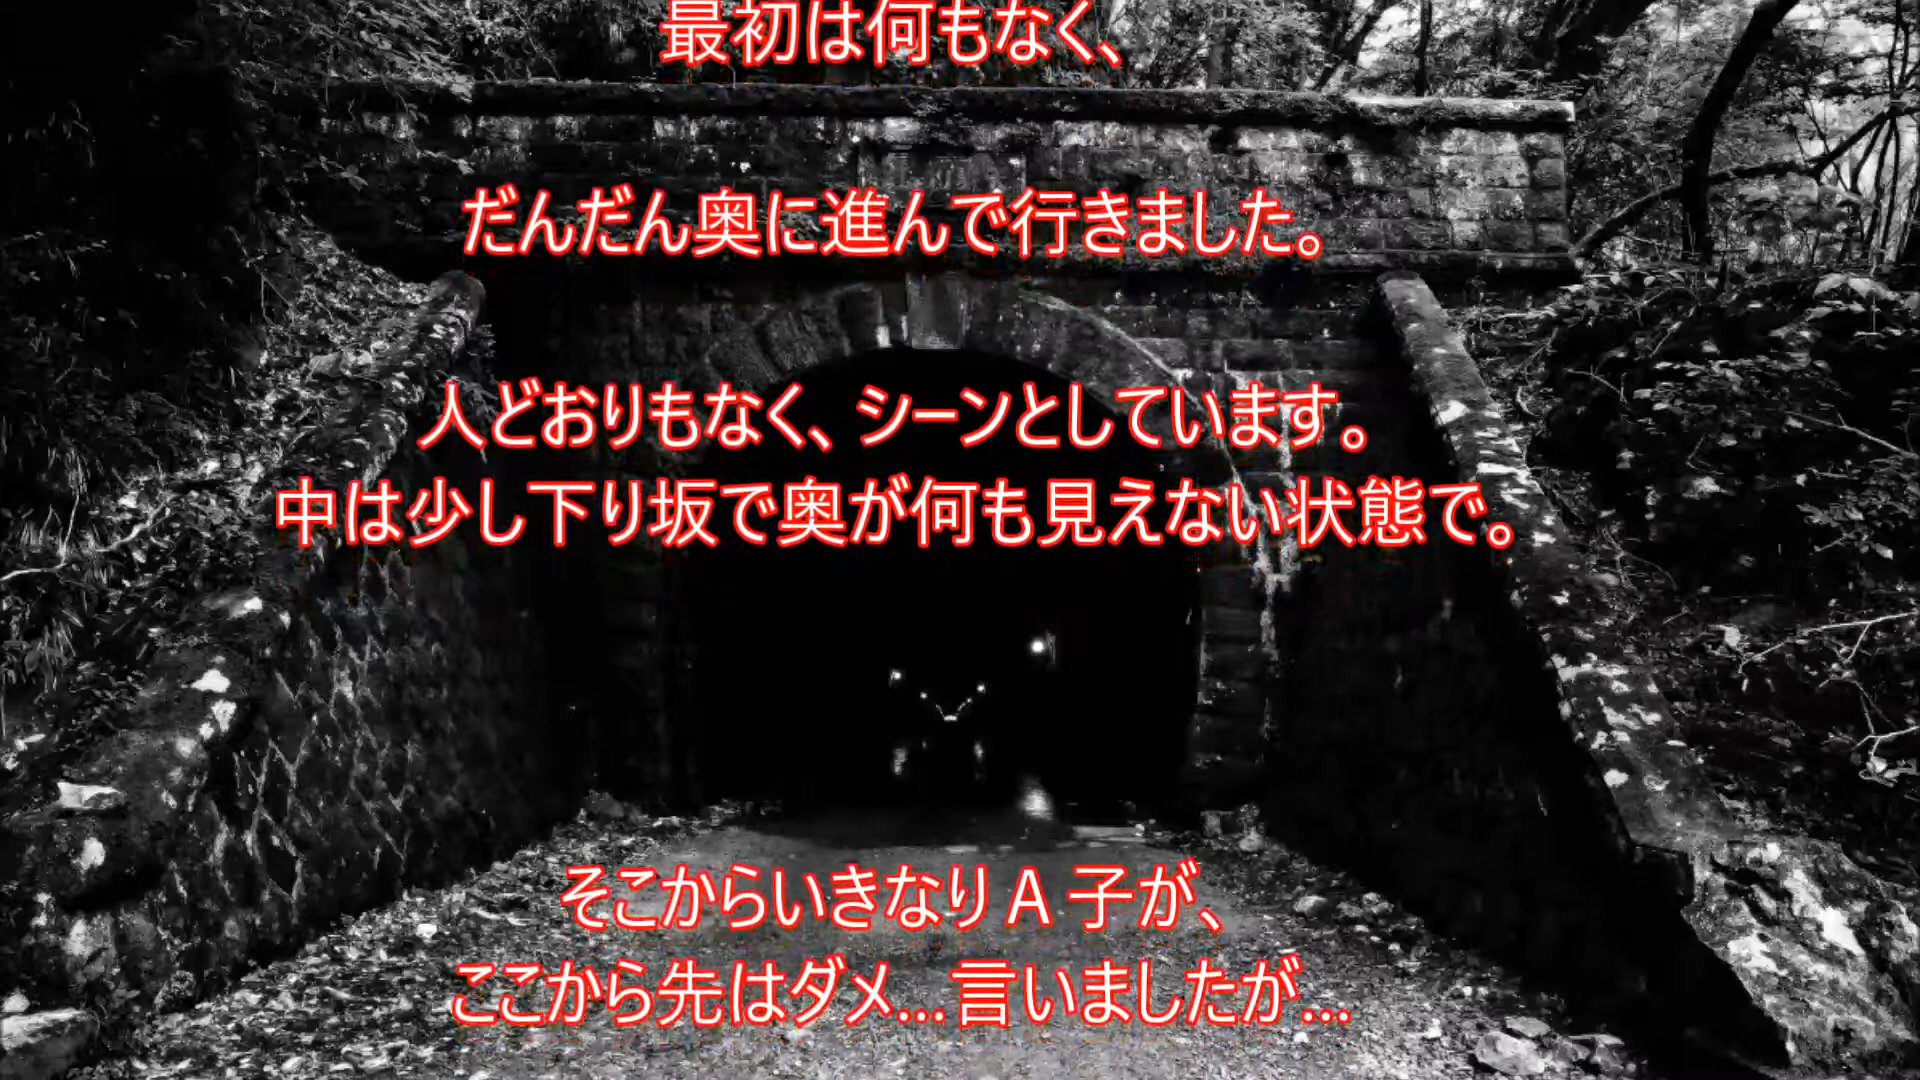 最初は何もなく、
だんだん奥に進んで行きました。
人どおりもなく、シーンとしています。
中は少し下り坂で奥が何も見えない状態で。
そこからいきなりA子が、
ここから先はダメ...言いましたが...